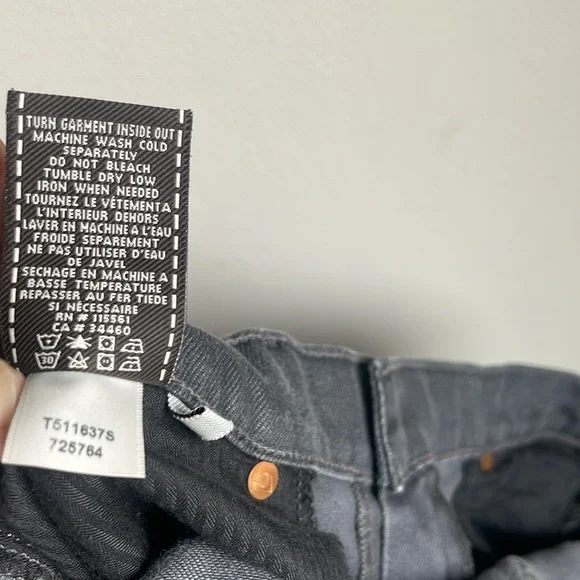 TURN GARMENT INSIDE OUT
MACHINE WASH COLD
SEPARATELY
DO NOT BLEACH
TUMBLE DRY LOW
IRON WHEN NEEDED
TOURNEZ LE VÊTEMENT A
L'INTERIEUR DEHORS
LAVER EN MACHINE A L'EAU
FROIDE SEPAREMENT
NE PAS UTILISER D'EAU
DE JAVEL
SECHAGE EN MACHINE A
BASSE TEMPERATURE
REPASSER AU FER TIEDE
SI NÉCESSAIRE
RN # 115561
CA # 34460
30
T511637S
725764